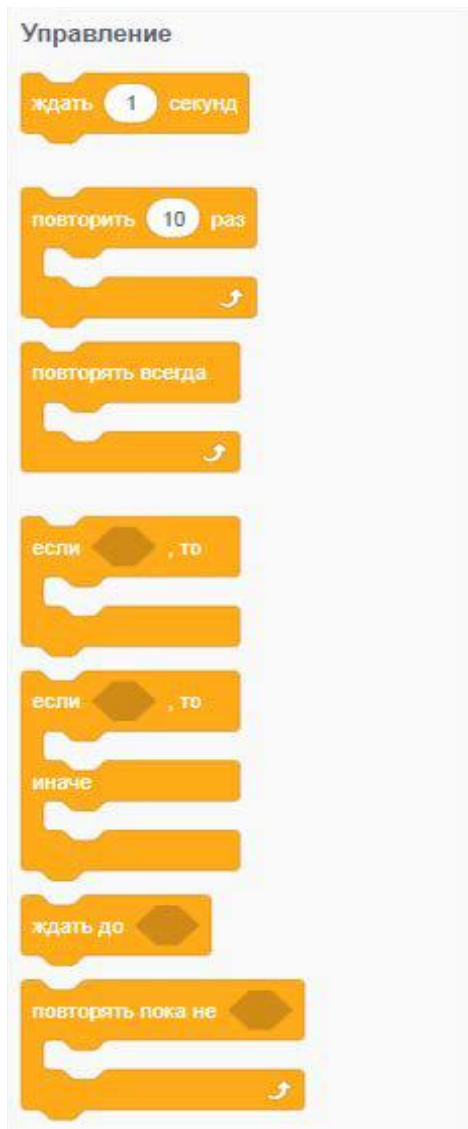 Управление
ждать 1 секунд
повторить 10 раз
повторять всегда
если , то
если , то
иначе
ждать до
повторять пока не